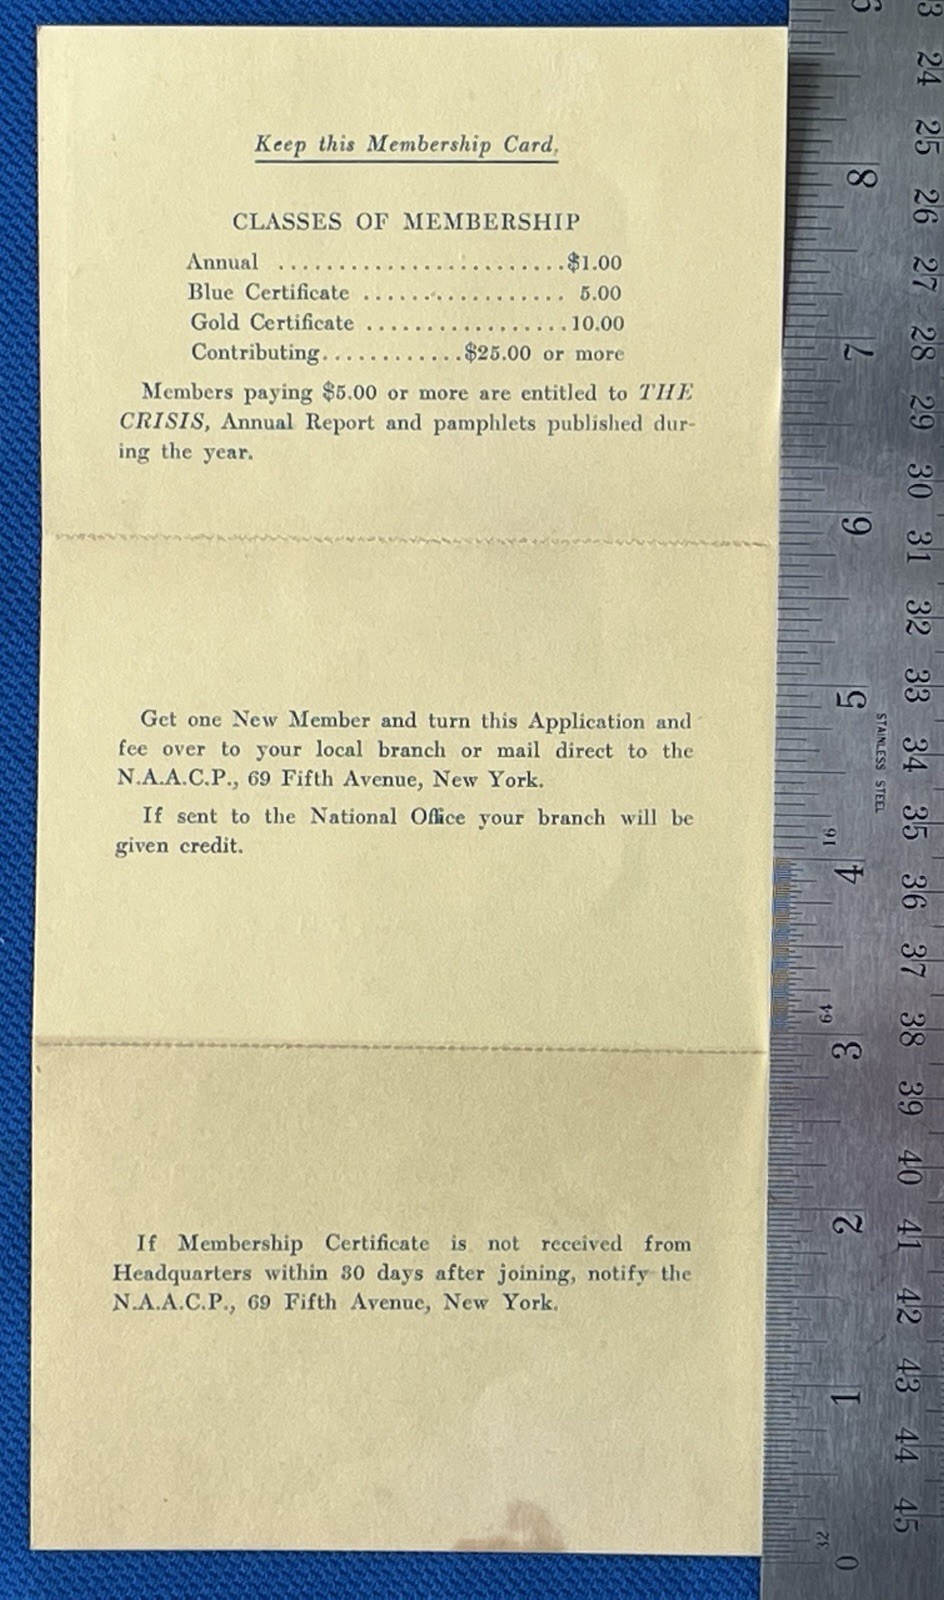 Keep this Membership Card.
CLASSES OF MEMBERSHIP
Annual ........................$1.00
Blue Certificate ................. 5.00
Gold Certificate .................10.00
Contributing............$25.00 or more
Members paying $5.00 or more are entitled to THE
CRISIS, Annual Report and pamphlets published dur-
ing the year.
Get one New Member and turn this Application and
fee over to your local branch or mail direct to the
N.A.A.C.P., 69 Fifth Avenue, New York.
If sent to the National Office your branch will be
given credit.
If Membership Certificate is not received from
Headquarters within 30 days after joining, notify the
N.A.A.C.P., 69 Fifth Avenue, New York.
8
7
6
5
4
3
2
1
0
STAINLESS STEEL
16
64
32
24
25
26
27
28
29
30
31
32
33
34
35
36
37
38
39
40
41
42
43
44
45